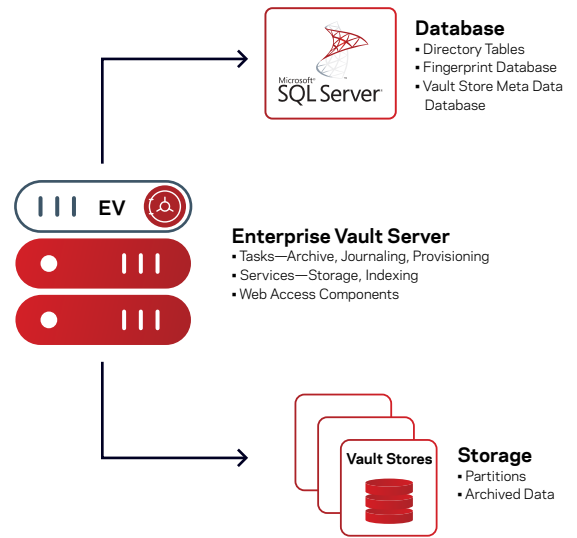 Database
▪ Directory Tables
▪ Fingerprint Database
▪ Vault Store Meta Data
Database
Microsoft®
SQL Server®
EV
Enterprise Vault Server
▪ Tasks—Archive, Journaling, Provisioning
▪ Services—Storage, Indexing
▪ Web Access Components
Vault Stores
Storage
▪ Partitions
▪ Archived Data